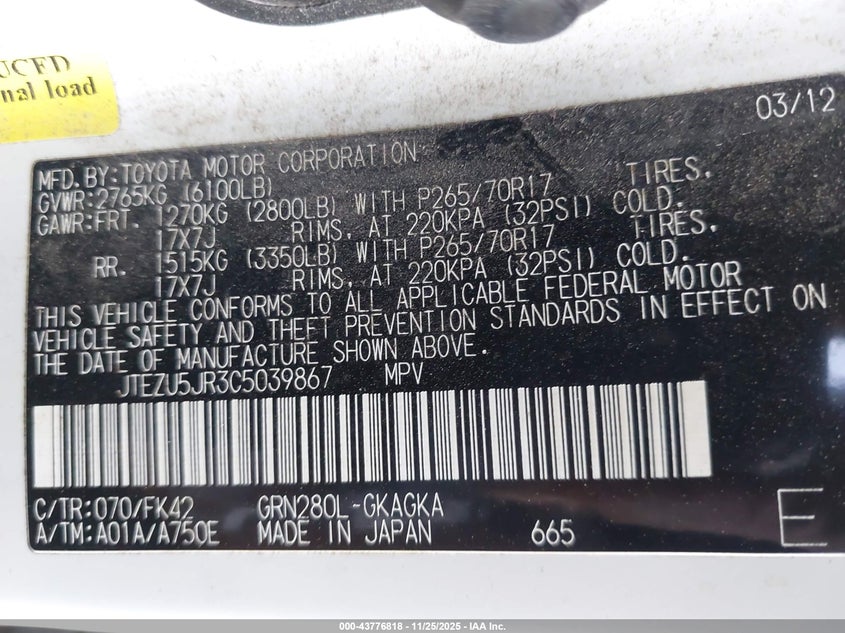 UCFD
nal load
03/12
MFD.BY:TOYOTA MOTOR CORPORATION
GVWR:2765KG (6100LB)
GAWR:FRT. 1270KG (2800LB) WITH P265/70R17 TIRES.
17X7J RIMS, AT 220KPA (32PSI) COLD.
RR. 1515KG (3350LB) WITH P265/70R17 TIRES.
17X7J RIMS, AT 220KPA (32PSI) COLD.
THIS VEHICLE CONFORMS TO ALL APPLICABLE FEDERAL MOTOR
VEHICLE SAFETY AND THEFT PREVENTION STANDARDS IN EFFECT ON
THE DATE OF MANUFACTURE SHOWN ABOVE.
JTEZU5JR3C5039867 MPV
C/TR:070/FK42 GRN280L-GKAGKA
A/TM:A01A/A750E MADE IN JAPAN 665 E
000-43776818 - 11/25/2025 - IAA Inc.